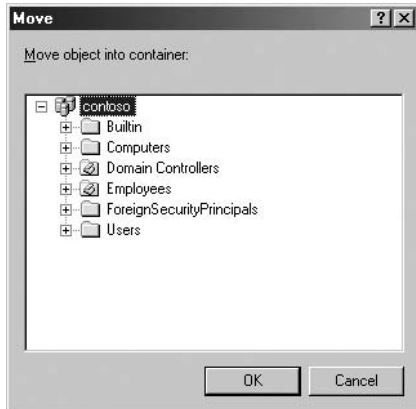 Move
Move object into container:
contoso
Builtin
Computers
Domain Controllers
Employees
ForeignSecurityPrincipals
Users
OK Cancel